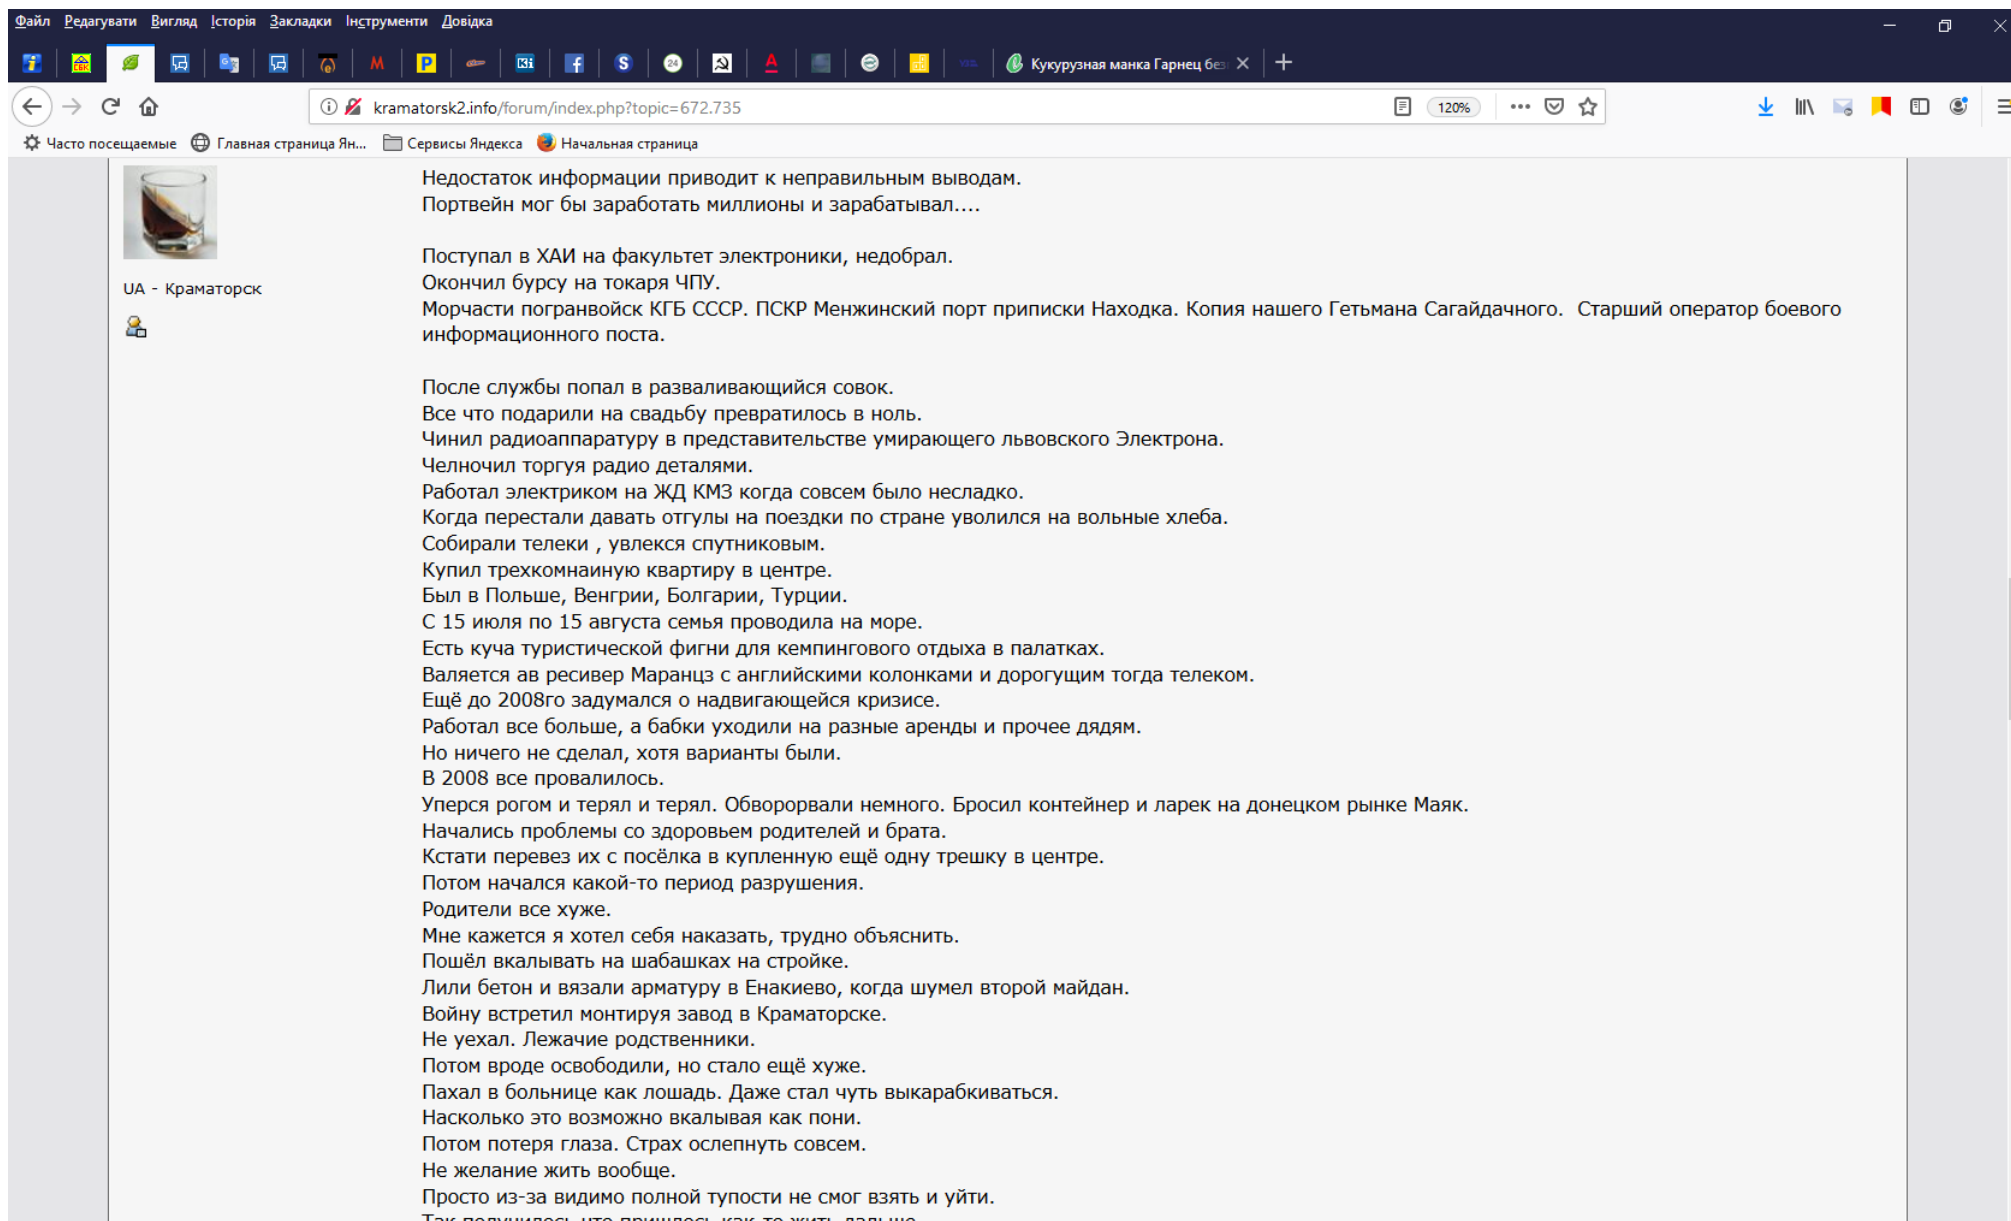 Файл Редагувати Вигляд Історія Закладки Інструменти Довідка
Кукурузная манка Гарнец без
kramatorsk2.info/forum/index.php?topic=672.735
120%
Часто посещаемые Главная страница Ян... Сервисы Яндекса Начальная страница
UA - Краматорск
Недостаток информации приводит к неправильным выводам.
Портвейн мог бы заработать миллионы и зарабатывал....
Поступал в ХАИ на факультет электроники, недобрал.
Окончил бурсу на токаря ЧПУ.
Морчасти погранвойск КГБ СССР. ПСКР Менжинский порт приписки Находка. Копия нашего Гетьмана Сагайдачного. Старший оператор боевого
информационного поста.
После службы попал в разваливающийся совок.
Все что подарили на свадьбу превратилось в ноль.
Чинил радиоаппаратуру в представительстве умирающего львовского Электрона.
Челночил торгуя радио деталями.
Работал электриком на ЖД КМЗ когда совсем было несладко.
Когда перестали давать отгулы на поездки по стране уволился на вольные хлеба.
Собирали телеки , увлекся спутниковым.
Купил трехкомнаиную квартиру в центре.
Был в Польше, Венгрии, Болгарии, Турции.
С 15 июля по 15 августа семья проводила на море.
Есть куча туристической фигни для кемпингового отдыха в палатках.
Валяется ав ресивер Маранцз с английскими колонками и дорогущим тогда телеком.
Ещё до 2008го задумался о надвигающейся кризисе.
Работал все больше, а бабки уходили на разные аренды и прочее дядям.
Но ничего не сделал, хотя варианты были.
В 2008 все провалилось.
Уперся рогом и терял и терял. Обворорвали немного. Бросил контейнер и ларек на донецком рынке Маяк.
Начались проблемы со здоровьем родителей и брата.
Кстати перевез их с посёлка в купленную ещё одну трешку в центре.
Потом начался какой-то период разрушения.
Родители все хуже.
Мне кажется я хотел себя наказать, трудно объяснить.
Пошёл вкалывать на шабашках на стройке.
Лили бетон и вязали арматуру в Енакиево, когда шумел второй майдан.
Войну встретил монтируя завод в Краматорске.
Не уехал. Лежачие родственники.
Потом вроде освободили, но стало ещё хуже.
Пахал в больнице как лошадь. Даже стал чуть выкарабкиваться.
Насколько это возможно вкалывая как пони.
Потом потеря глаза. Страх ослепнуть совсем.
Не желание жить вообще.
Просто из-за видимо полной тупости не смог взять и уйти.
Так получилось что пришлось как-то жить дальше